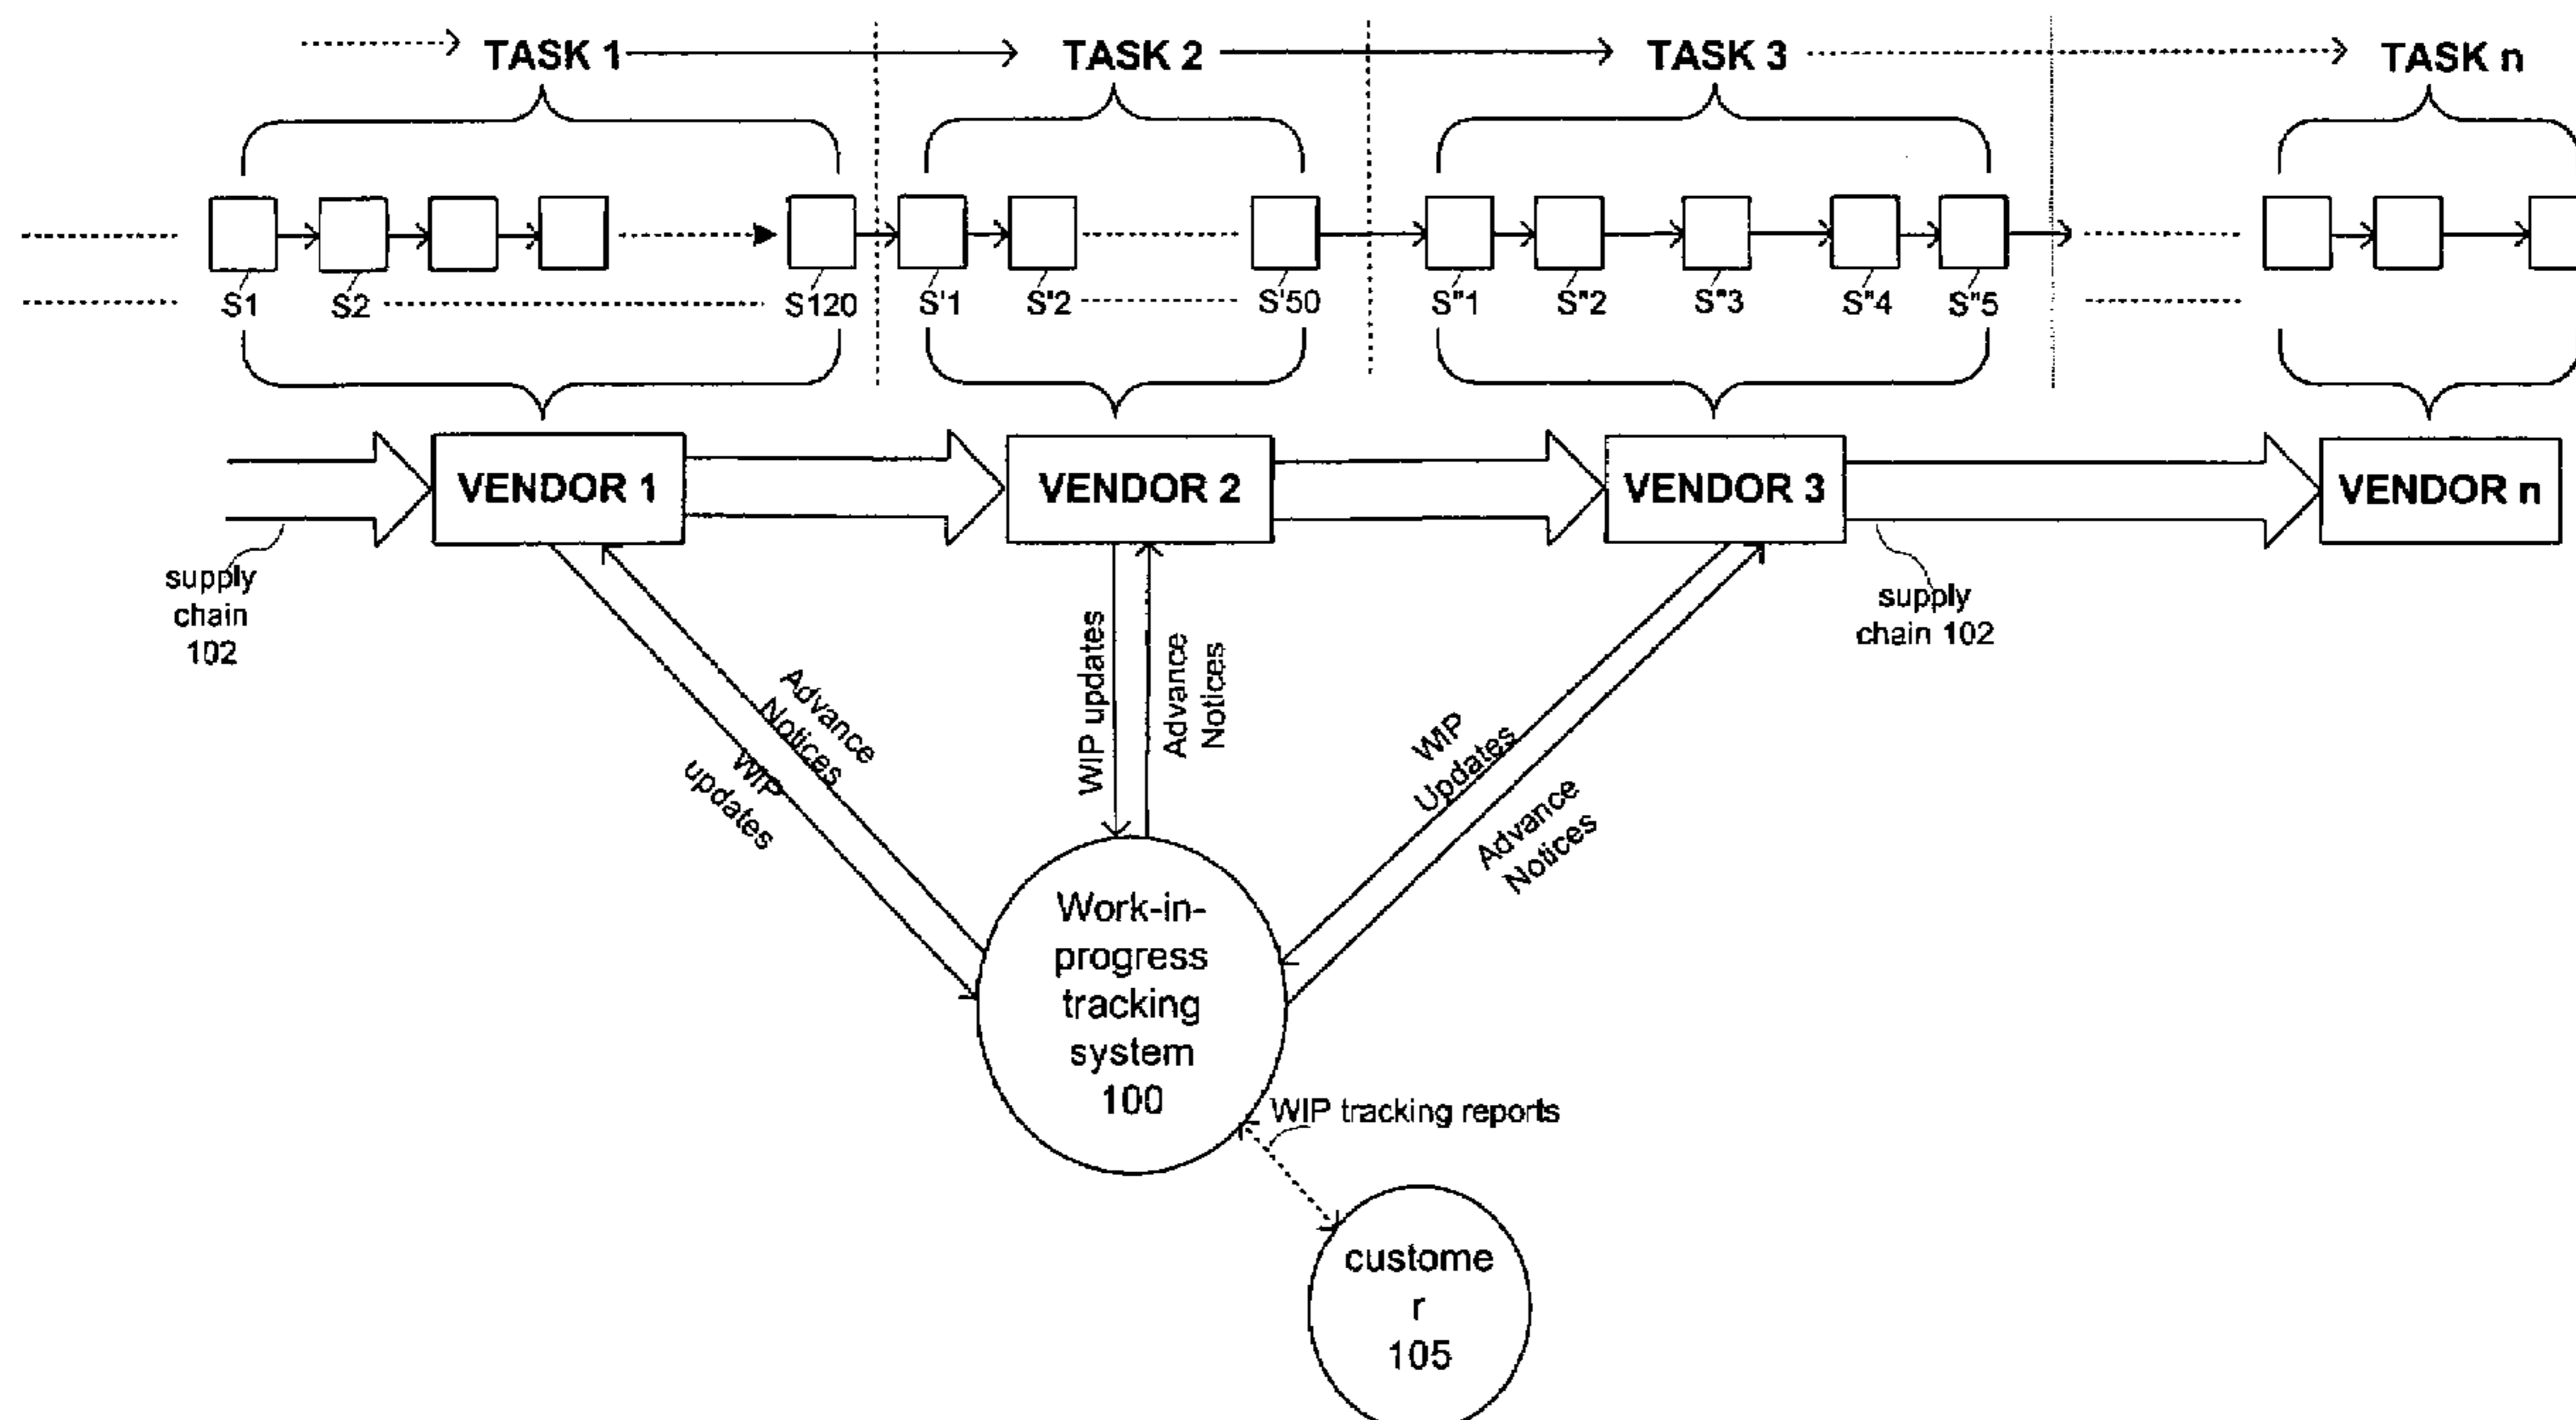 TASK 1
TASK 2
TASK 3
TASK n
S1
S2
S120
S'1
S'2
S'50
S"1
S"2
S"3
S"4
S"5
VENDOR 1
VENDOR 2
VENDOR 3
VENDOR n
supply
chain
102
supply
chain 102
Advance
Notices
WIP
updates
WIP updates
Advance
Notices
WIP
Updates
Advance
Notices
Work-in-
progress
tracking
system
100
WIP tracking reports
custome
r
105